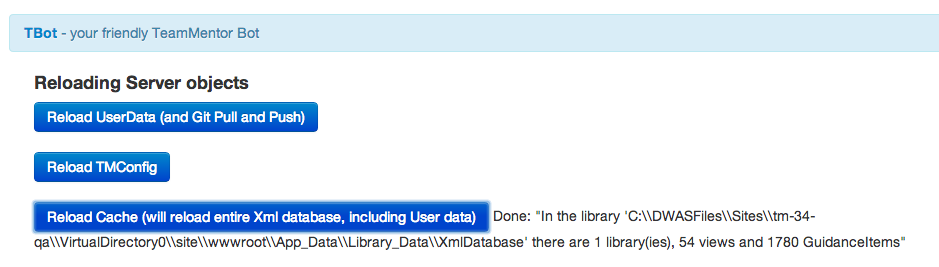 TBot - your friendly TeamMentor Bot
Reloading Server objects
Reload UserData (and Git Pull and Push)
Reload TMConfig
Reload Cache (will reload entire Xml database, including User data) Done: "In the library 'C:\\DWASFiles\\Sites\\tm-34-
qa\\VirtualDirectory0\\site\\wwwroot\\App_Data\\Library_Data\\XmlDatabase' there are 1 library(ies), 54 views and 1780 GuidanceItems"